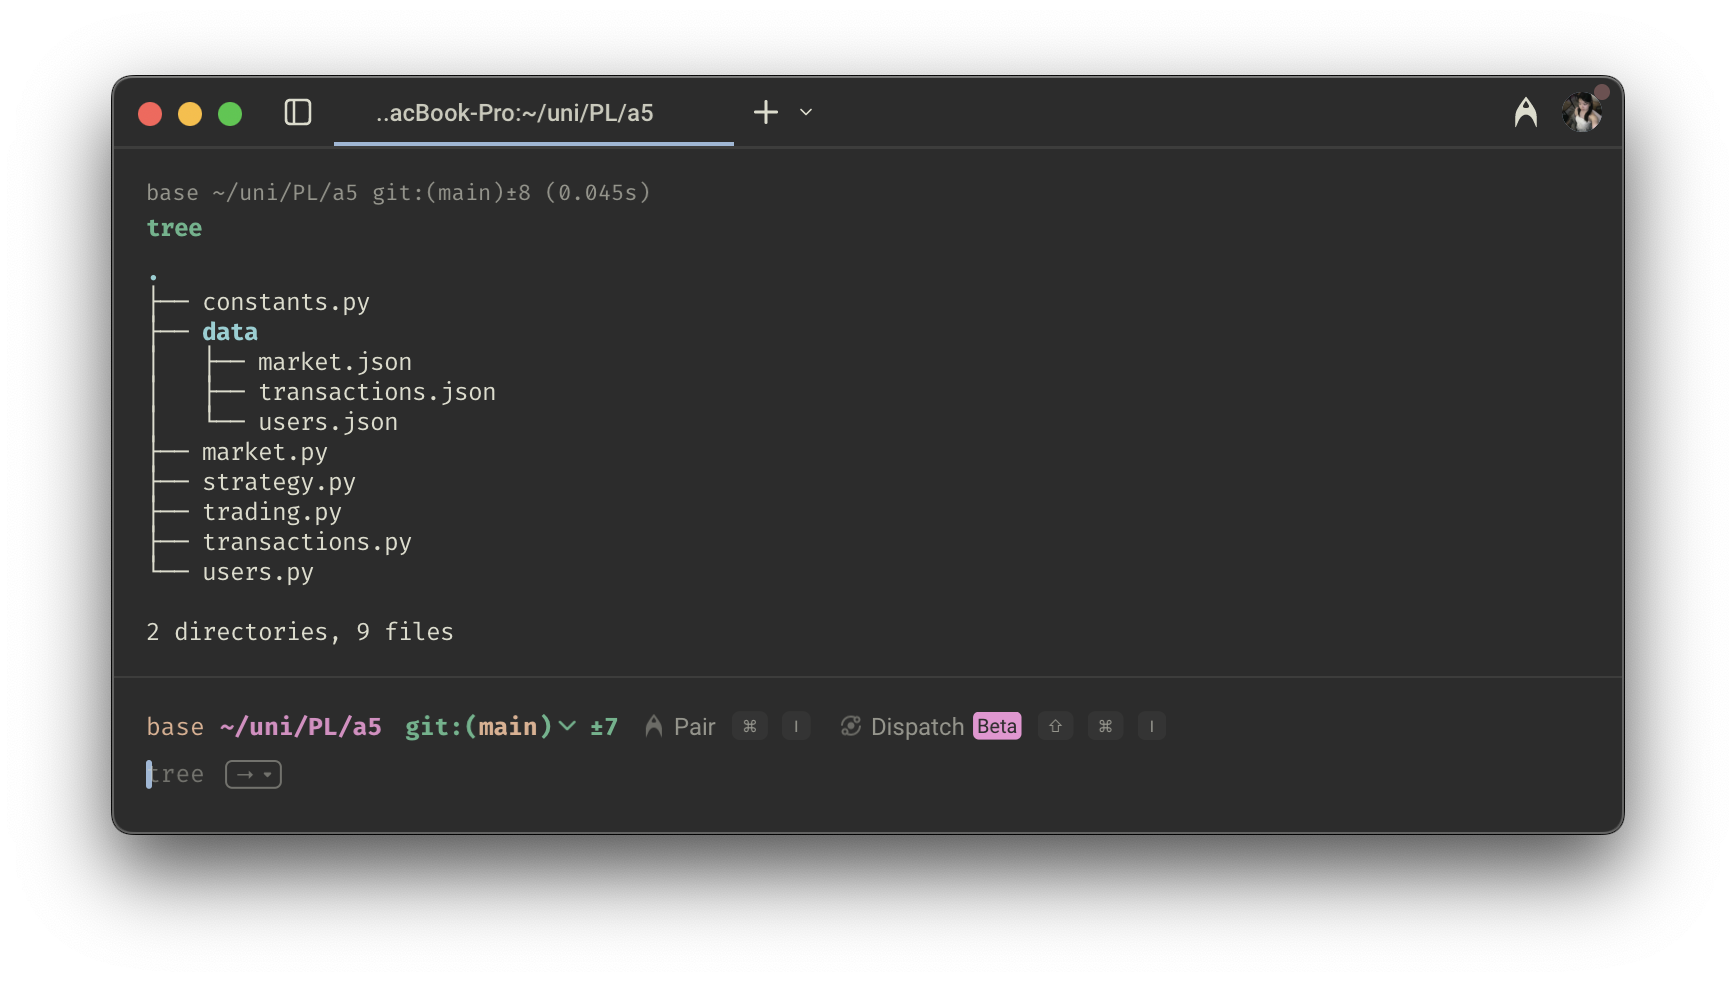 ..acBook-Pro:~/uni/PL/a5
base ~/uni/PL/a5 git:(main)±8 (0.045s)
tree
.
├── constants.py
├── data
│   ├── market.json
│   ├── transactions.json
│   └── users.json
├── market.py
├── strategy.py
├── trading.py
├── transactions.py
└── users.py
2 directories, 9 files
base ~/uni/PL/a5 git:(main) ±7 Pair ⌘ I Dispatch Beta ⇧ ⌘ I
tree →